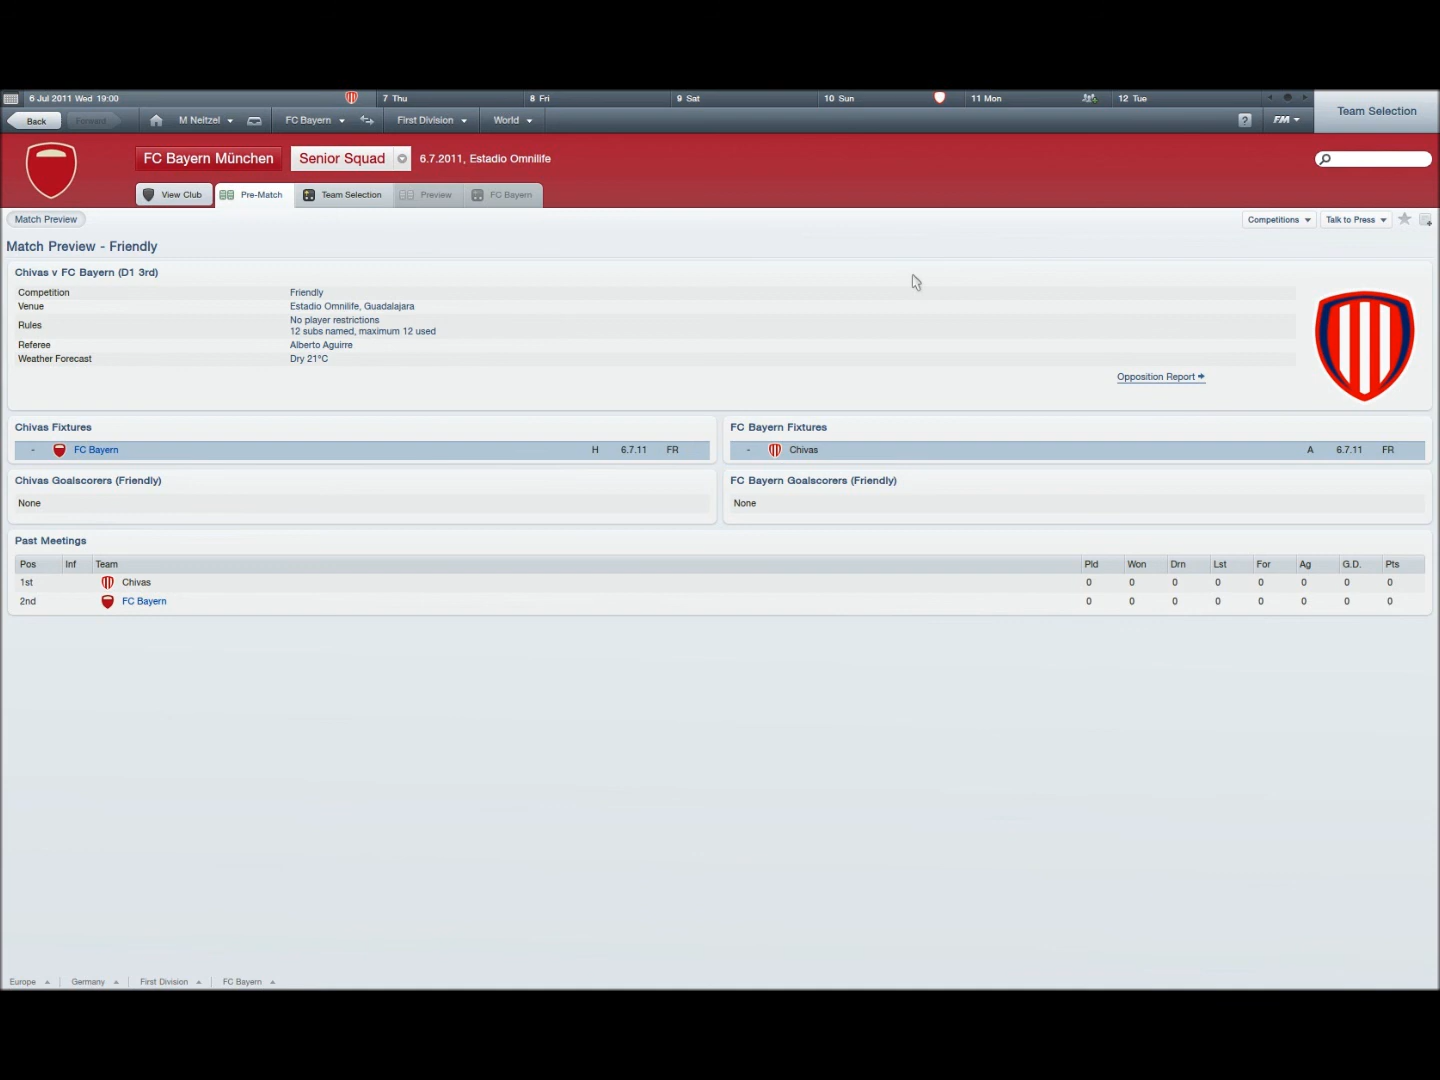 6 Jul 2011 Wed 19:00 7 Thu 8 Fri 9 Sat 10 Sun 11 Mon 12 Tue
Back Forward M Neitzel FC Bayern First Division World ? FM Team Selection
FC Bayern München Senior Squad 6.7.2011, Estadio Omnilife
View Club Pre-Match Team Selection Preview FC Bayern
Match Preview Competitions Talk to Press
Match Preview - Friendly
Chivas v FC Bayern (D1 3rd)
Competition Friendly
Venue Estadio Omnilife, Guadalajara
Rules No player restrictions
12 subs named, maximum 12 used
Referee Alberto Aguirre
Weather Forecast Dry 21°C
Opposition Report
Chivas Fixtures FC Bayern Fixtures
- FC Bayern H 6.7.11 FR - Chivas A 6.7.11 FR
Chivas Goalscorers (Friendly) FC Bayern Goalscorers (Friendly)
None None
Past Meetings
Pos Inf Team Pld Won Drn Lst For Ag G.D. Pts
1st Chivas 0 0 0 0 0 0 0 0
2nd FC Bayern 0 0 0 0 0 0 0 0
Europe Germany First Division FC Bayern